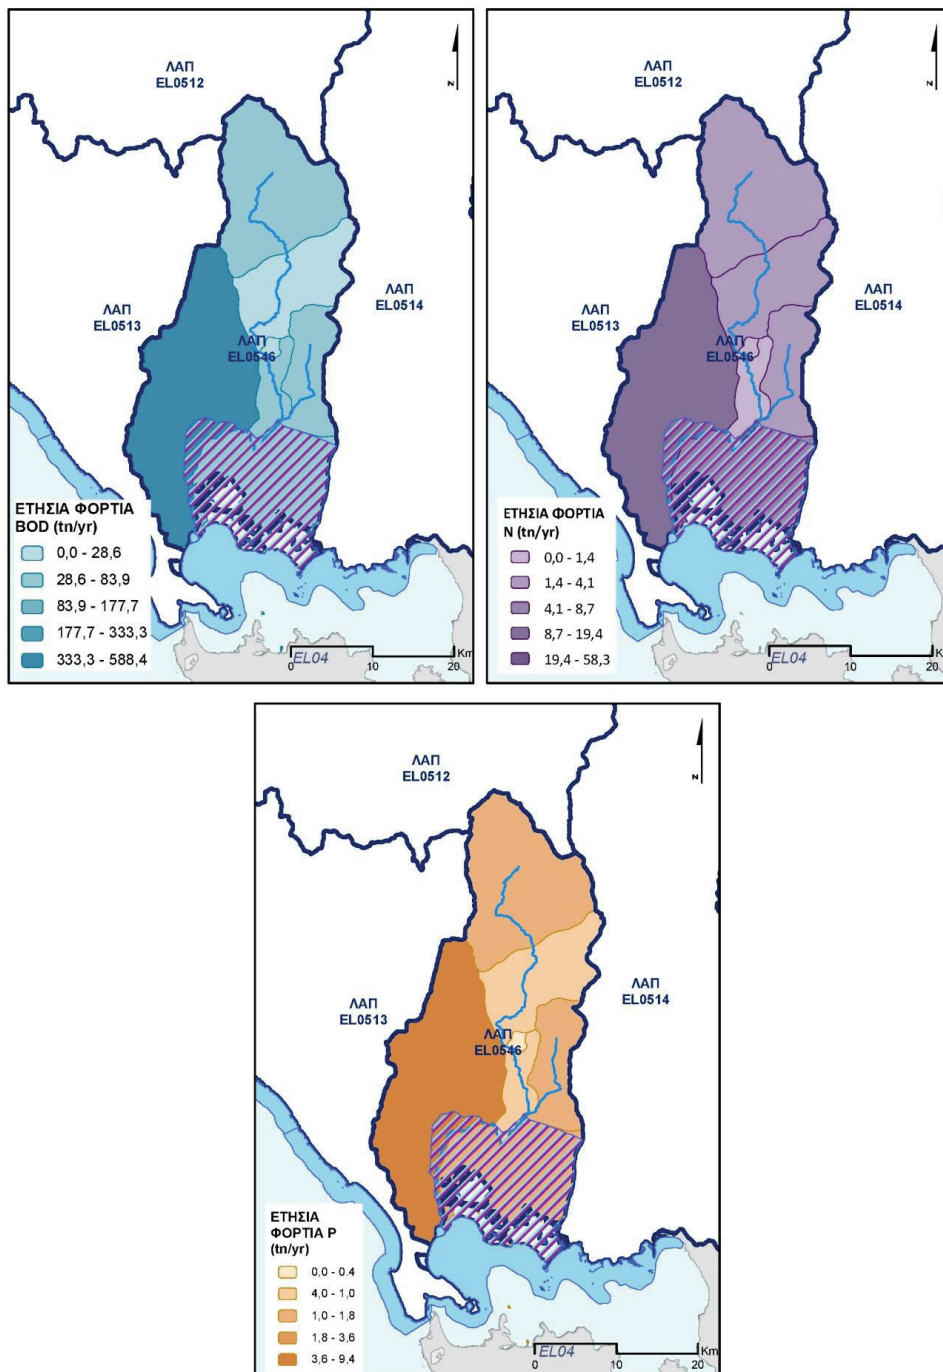 ΛΑΠ
EL0512
N
ΛΑΠ
EL0514
ΛΑΠ
EL0513
ΛΑΠ
EL0546
ΕΤΗΣΙΑ ΦΟΡΤΙΑ
BOD (tn/yr)
0,0 - 28,6
28,6 - 83,9
83,9 - 177,7
177,7 - 333,3
333,3 - 588,4
EL04
Km
0 10 20
ΛΑΠ
EL0512
N
ΛΑΠ
EL0514
ΛΑΠ
EL0513
ΛΑΠ
EL0546
ΕΤΗΣΙΑ ΦΟΡΤΙΑ
N (tn/yr)
0,0 - 1,4
1,4 - 4,1
4,1 - 8,7
8,7 - 19,4
19,4 - 58,3
EL04
Km
0 10 20
ΛΑΠ
EL0512
N
ΛΑΠ
EL0514
ΛΑΠ
EL0513
ΛΑΠ
EL0546
ΕΤΗΣΙΑ
ΦΟΡΤΙΑ P
(tn/yr)
0,0 - 0.4
4,0 - 1,0
1,0 - 1,8
1,8 - 3,6
3,6 - 9,4
EL04
Km
0 10 20